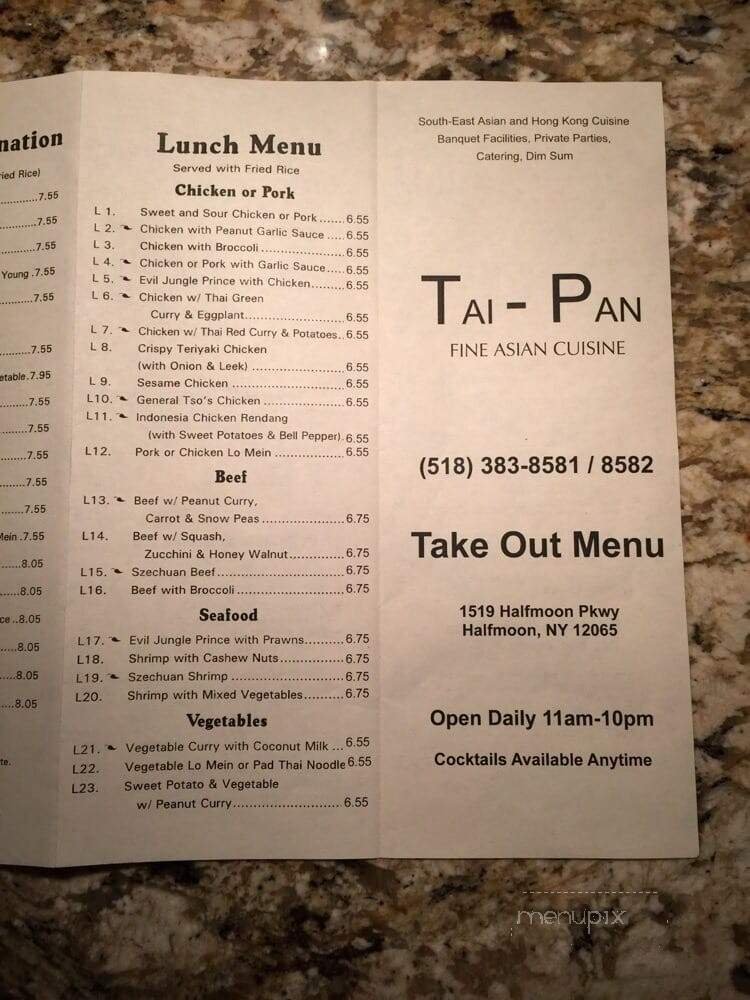 nation
ried Rice)
7.55
7.55
7.55
Young .7.55
7.55
7.55
etable.7.95
7.55
7.55
7.55
7.55
7.55
Mein .7.55
8.05
8.05
ce ..8.05
8.05
8.05
8.05
te.
Lunch Menu
Served with Fried Rice
Chicken or Pork
L 1. Sweet and Sour Chicken or Pork ...... 6.55
L 2. Chicken with Peanut Garlic Sauce ..... 6.55
L 3. Chicken with Broccoli ..................... 6.55
L 4. Chicken or Pork with Garlic Sauce..... 6.55
L 5. Evil Jungle Prince with Chicken........ 6.55
L 6. Chicken w/ Thai Green
Curry & Eggplant........................ 6.55
L 7. Chicken w/ Thai Red Curry & Potatoes.. 6.55
L 8. Crispy Teriyaki Chicken
(with Onion & Leek) .................... 6.55
L 9. Sesame Chicken ........................... 6.55
L10. General Tso's Chicken ................... 6.55
L11. Indonesia Chicken Rendang
(with Sweet Potatoes & Bell Pepper). 6.55
L12. Pork or Chicken Lo Mein ................ 6.55
Beef
L13. Beef w/ Peanut Curry,
Carrot & Snow Peas ..................... 6.75
L14. Beef w/ Squash,
Zucchini & Honey Walnut............... 6.75
L15. Szechuan Beef............................. 6.75
L16. Beef with Broccoli ........................ 6.75
Seafood
L17. Evil Jungle Prince with Prawns......... 6.75
L18. Shrimp with Cashew Nuts............... 6.75
L19. Szechuan Shrimp ......................... 6.75
L20. Shrimp with Mixed Vegetables......... 6.75
Vegetables
L21. Vegetable Curry with Coconut Milk ... 6.55
L22. Vegetable Lo Mein or Pad Thai Noodle 6.55
L23. Sweet Potato & Vegetable
w/ Peanut Curry........................... 6.55
South-East Asian and Hong Kong Cuisine
Banquet Facilities, Private Parties,
Catering, Dim Sum
TAI - PAN
FINE ASIAN CUISINE
(518) 383-8581 / 8582
Take Out Menu
1519 Halfmoon Pkwy
Halfmoon, NY 12065
Open Daily 11am-10pm
Cocktails Available Anytime
menupix